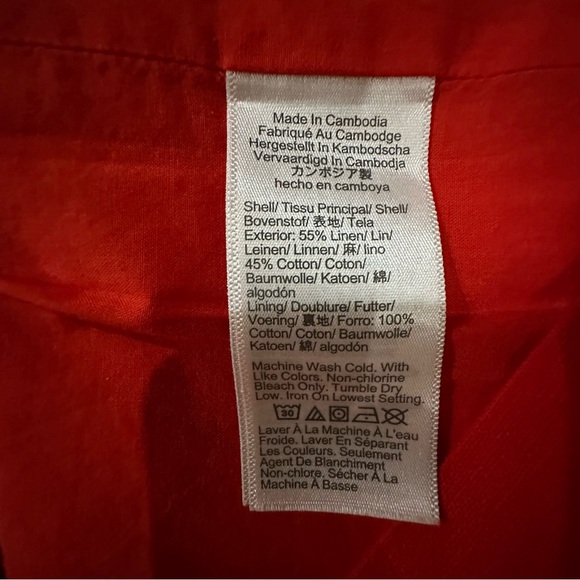 Made In Cambodia
Fabriqué Au Cambodge
Hergestellt In Kambodscha
Vervaardigd In Cambodja
カンボジア製
hecho en camboya
Shell/ Tissu Principal/ Shell/
Bovenstof/ 表地/ Tela
Exterior: 55% Linen/ Lin/
Leinen/ Linnen/ 麻/ lino
45% Cotton/ Coton/
Baumwolle/ Katoen/ 綿/
algodón
Lining/ Doublure/ Futter/
Voering/ 裏地/ Forro: 100%
Cotton/ Coton/ Baumwolle/
Katoen/ 綿/ algodón
Machine Wash Cold. With
Like Colors. Non-chlorine
Bleach Only. Tumble Dry
Low. Iron On Lowest Setting.
30
Laver À La Machine À L'eau
Froide. Laver En Séparant
Les Couleurs. Seulement
Agent De Blanchiment
Non-chlore. Sécher À La
Machine À Basse